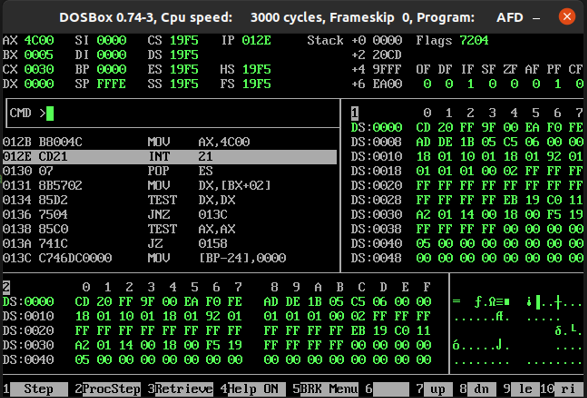 DOSBox 0.74-3, Cpu speed: 3000 cycles, Frameskip 0, Program: AFD
AX 4C00 SI 0000 CS 19F5 IP 012E Stack +0 0000 Flags 7204
BX 0005 DI 0000 DS 19F5 +2 20CD
CX 0030 BP 0000 ES 19F5 HS 19F5 +4 9FFF OF DF IF SF ZF AF PF CF
DX 0000 SP FFFE SS 19F5 FS 19F5 +6 EA00 0 0 1 0 0 0 1 0
CMD > 1 0 1 2 3 4 5 6 7
DS:0000 CD 20 FF 9F 00 EA F0 FE
012B B8004C MOV AX,4C00 DS:0008 AD DE 1B 05 C5 06 00 00
012E CD21 INT 21 DS:0010 18 01 10 01 18 01 92 01
0130 07 POP ES DS:0018 01 01 01 00 02 FF FF FF
0131 8B5702 MOV DX,[BX+02] DS:0020 FF FF FF FF FF FF FF FF
0134 85D2 TEST DX,DX DS:0028 FF FF FF FF EB 19 C0 11
0136 7504 JNZ 013C DS:0030 A2 01 14 00 18 00 F5 19
0138 85C0 TEST AX,AX DS:0038 FF FF FF FF 00 00 00 00
013A 741C JZ 0158 DS:0040 05 00 00 00 00 00 00 00
013C C746DC0000 MOV [BP-24],0000 DS:0048 00 00 00 00 00 00 00 00
2 0 1 2 3 4 5 6 7 8 9 A B C D E F
DS:0000 CD 20 FF 9F 00 EA F0 FE AD DE 1B 05 C5 06 00 00
DS:0010 18 01 10 01 18 01 92 01 01 01 01 00 02 FF FF FF
DS:0020 FF FF FF FF FF FF FF FF FF FF FF FF EB 19 C0 11
DS:0030 A2 01 14 00 18 00 F5 19 FF FF FF FF 00 00 00 00
DS:0040 05 00 00 00 00 00 00 00 00 00 00 00 00 00 00 00
1 Step 2 ProcStep 3 Retrieve 4 Help ON 5 BRK Menu 6 7 up 8 dn 9 le 10 ri